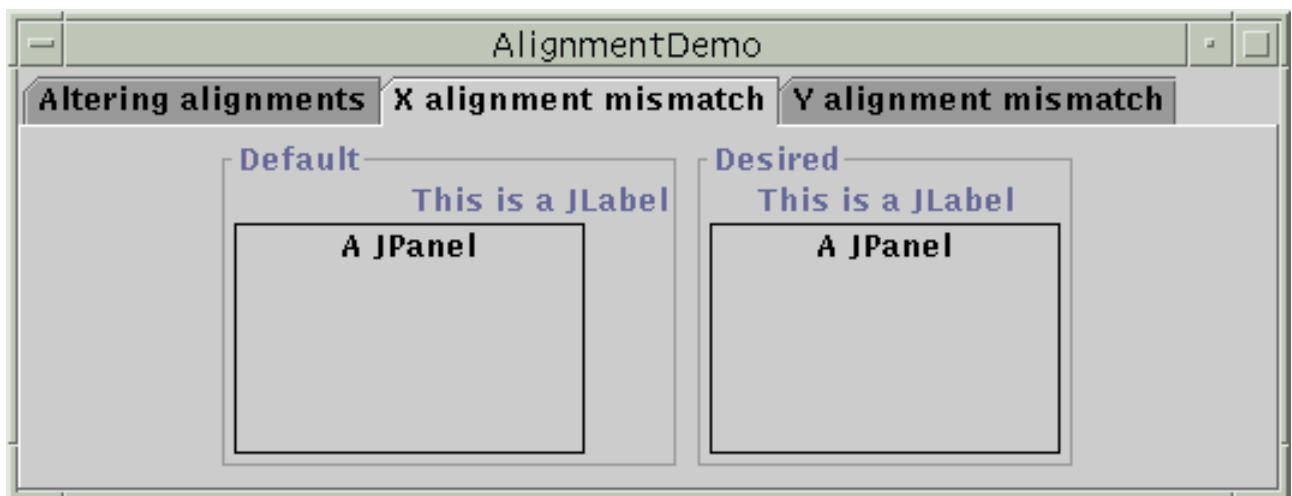 AlignmentDemo
Altering alignments X alignment mismatch Y alignment mismatch
Default
This is a JLabel
A JPanel
Desired
This is a JLabel
A JPanel